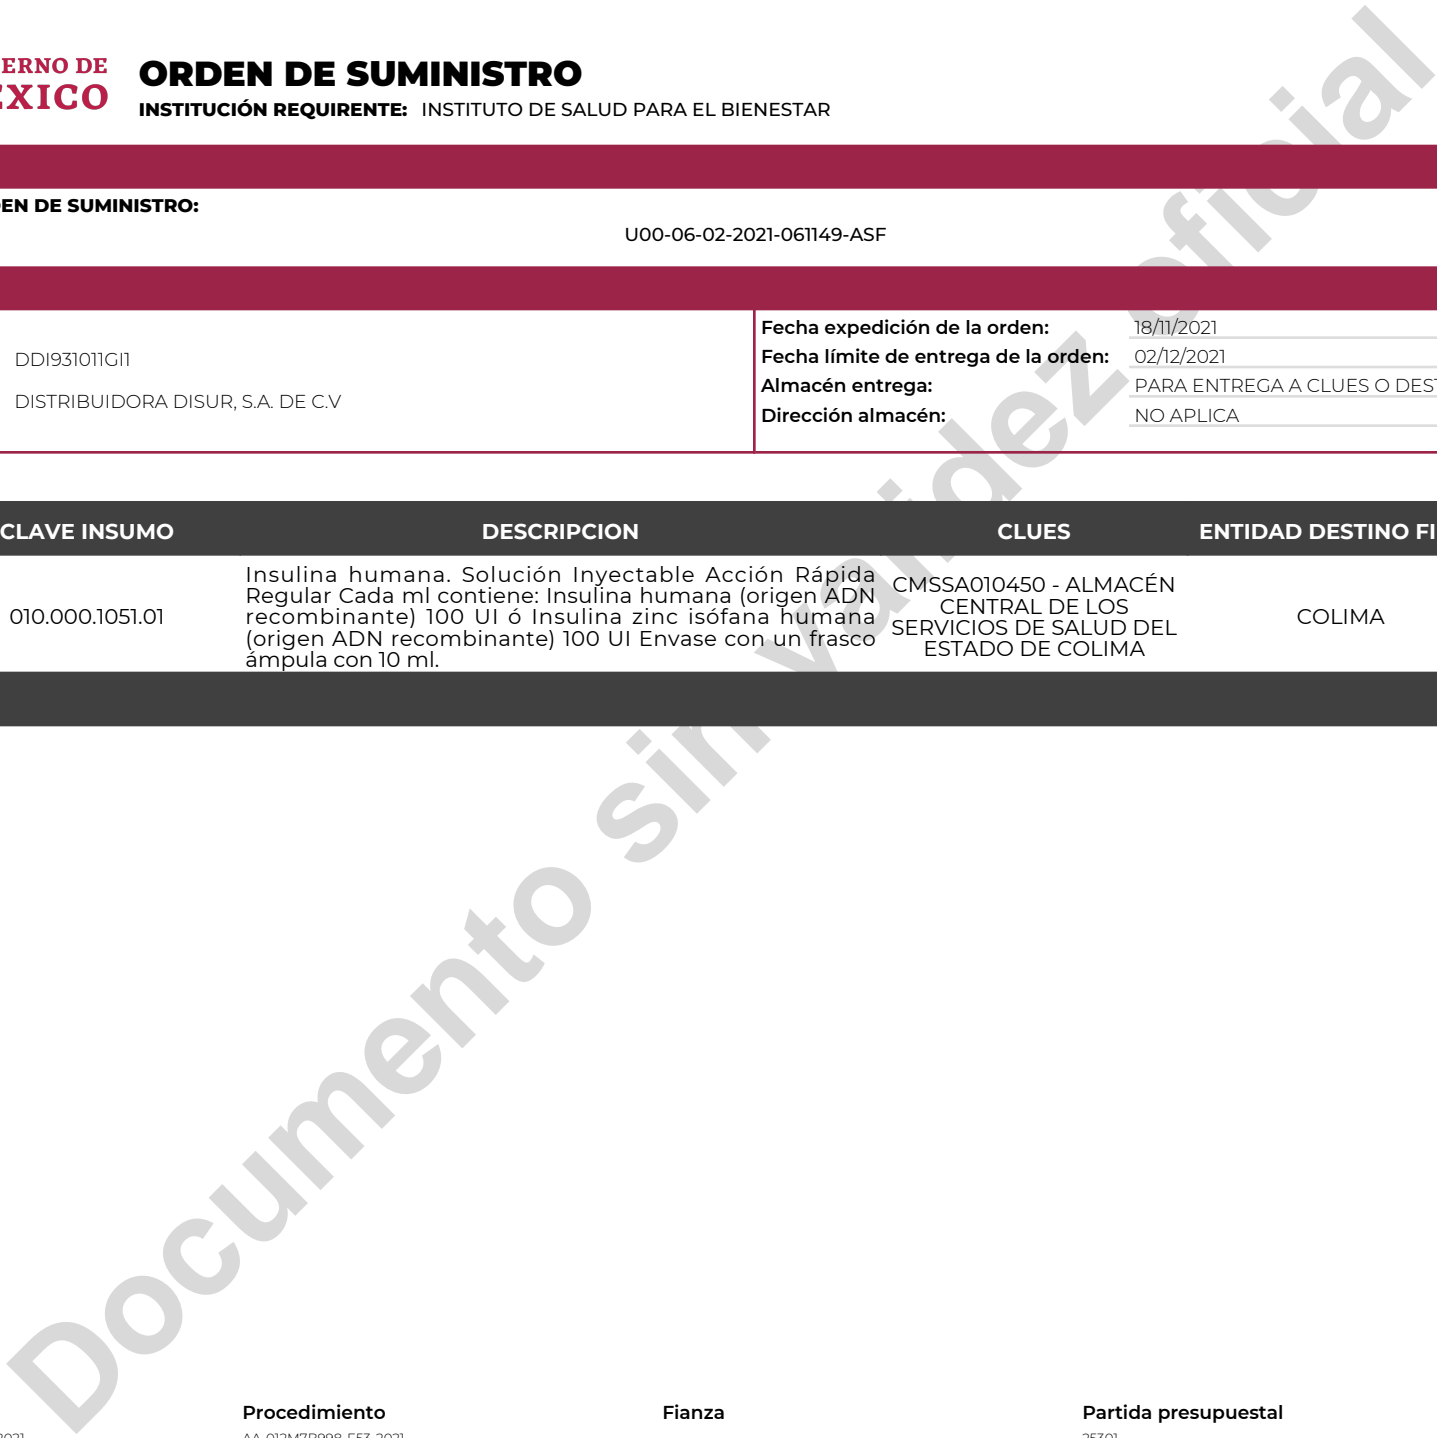 ERNO DE
ÉXICO
ORDEN DE SUMINISTRO
INSTITUCIÓN REQUIRENTE: INSTITUTO DE SALUD PARA EL BIENESTAR
EN DE SUMINISTRO:
U00-06-02-2021-061149-ASF
DDI931011GI1
DISTRIBUIDORA DISUR, S.A. DE C.V
Fecha expedición de la orden: 18/11/2021
Fecha límite de entrega de la orden: 02/12/2021
Almacén entrega: PARA ENTREGA A CLUES O DEST
Dirección almacén: NO APLICA
CLAVE INSUMO DESCRIPCION CLUES ENTIDAD DESTINO FI
010.000.1051.01
Insulina humana. Solución Inyectable Acción Rápida
Regular Cada ml contiene: Insulina humana (origen ADN
recombinante) 100 UI ó Insulina zinc isófana humana
(origen ADN recombinante) 100 UI Envase con un frasco
ámpula con 10 ml.
CMSSA010450 - ALMACÉN
CENTRAL DE LOS
SERVICIOS DE SALUD DEL
ESTADO DE COLIMA
COLIMA
Documento sin validez oficial
Procedimiento Fianza Partida presupuestal